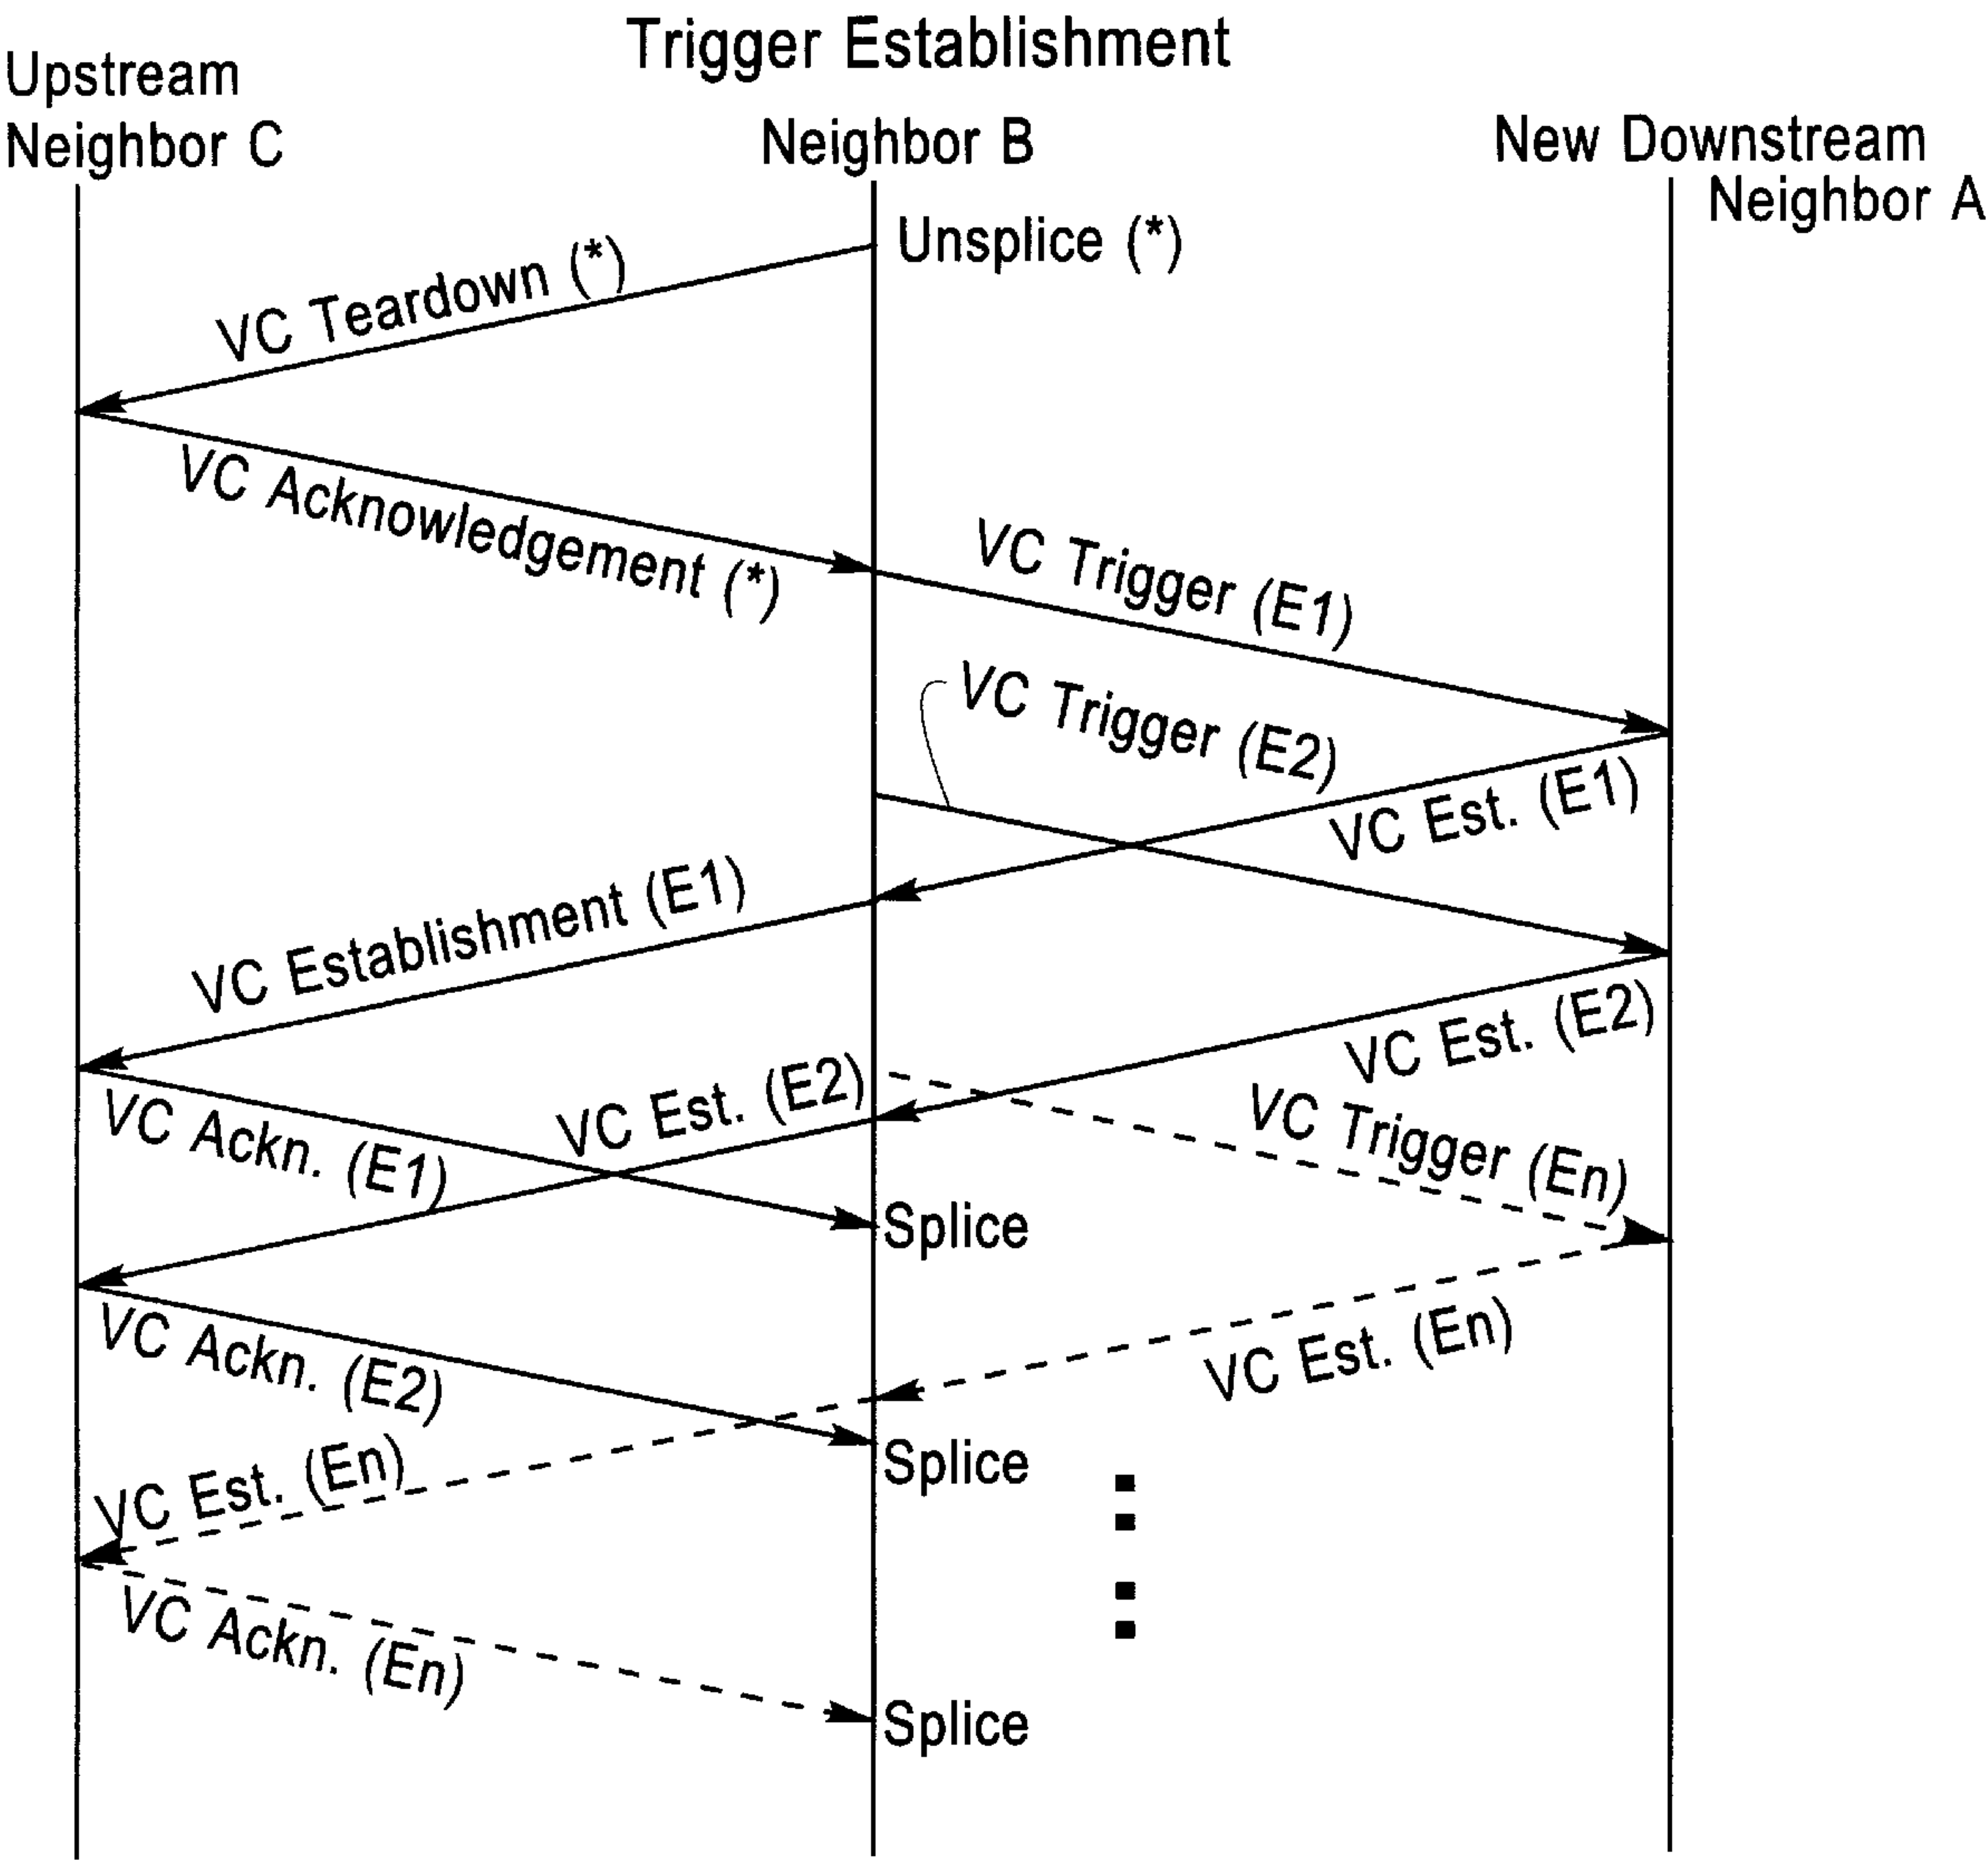 Trigger Establishment
Upstream
Neighbor C
Neighbor B
New Downstream
Neighbor A
Unsplice (*)
VC Teardown (*)
VC Acknowledgement (*)
VC Trigger (E1)
VC Trigger (E2)
VC Est. (E1)
VC Establishment (E1)
VC Est. (E2)
VC Est. (E2)
VC Trigger (En)
VC Ackn. (E1)
Splice
VC Est. (En)
VC Ackn. (E2)
Splice
VC Est. (En)
VC Ackn. (En)
Splice